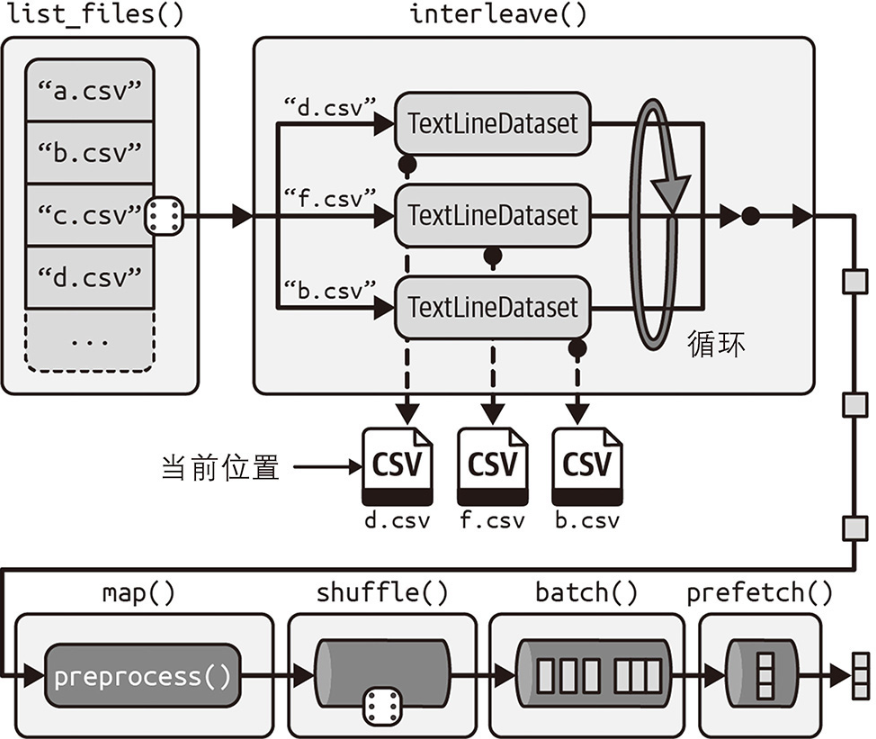 list_files()
interleave()
“a.csv”
“b.csv”
“c.csv”
“d.csv”
...
“d.csv”
TextLineDataset
“f.csv”
TextLineDataset
“b.csv”
TextLineDataset
循环
当前位置
CSV
CSV
CSV
d.csv
f.csv
b.csv
map()
shuffle()
batch()
prefetch()
preprocess()